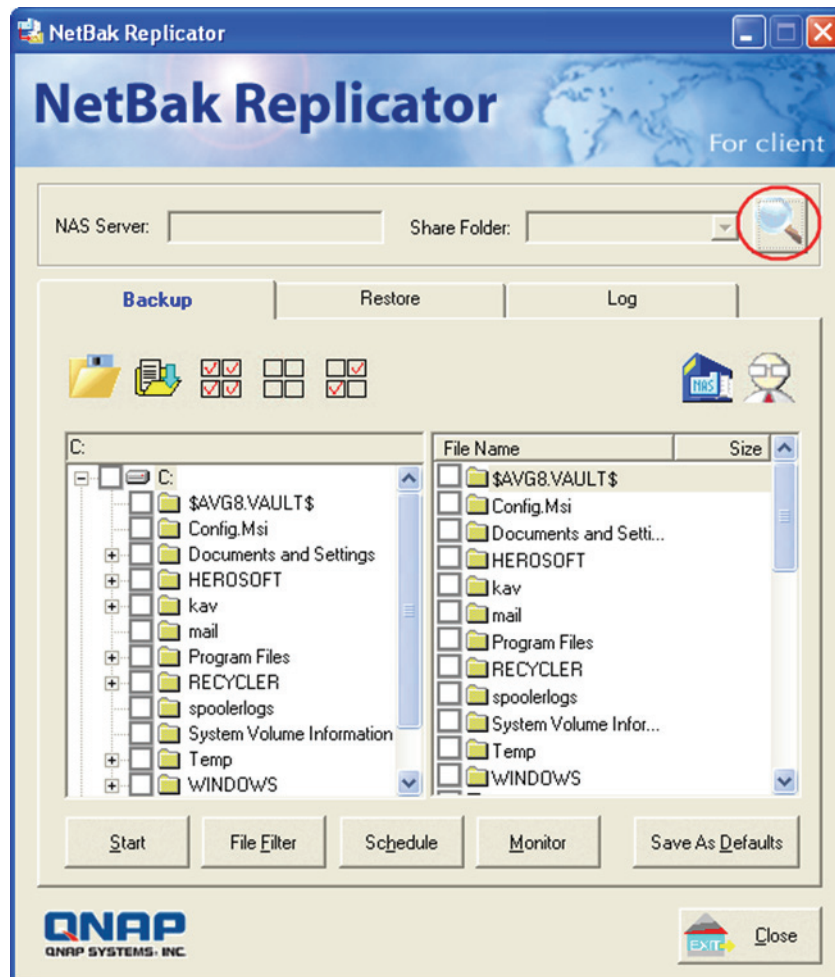 NetBak Replicator
NetBak Replicator
For client
NAS Server:
Share Folder:
Backup
Restore
Log
NAS
C:
C:
$AVG8.VAULT$
Config.Msi
Documents and Settings
HEROSOFT
kav
mail
Program Files
RECYCLER
spoolerlogs
System Volume Information
Temp
WINDOWS
File Name Size
$AVG8.VAULT$
Config.Msi
Documents and Setti...
HEROSOFT
kav
mail
Program Files
RECYCLER
spoolerlogs
System Volume Infor...
Temp
WINDOWS
Start
File Filter
Schedule
Monitor
Save As Defaults
QNAP
QNAP SYSTEMS, INC.
EXIT
Close